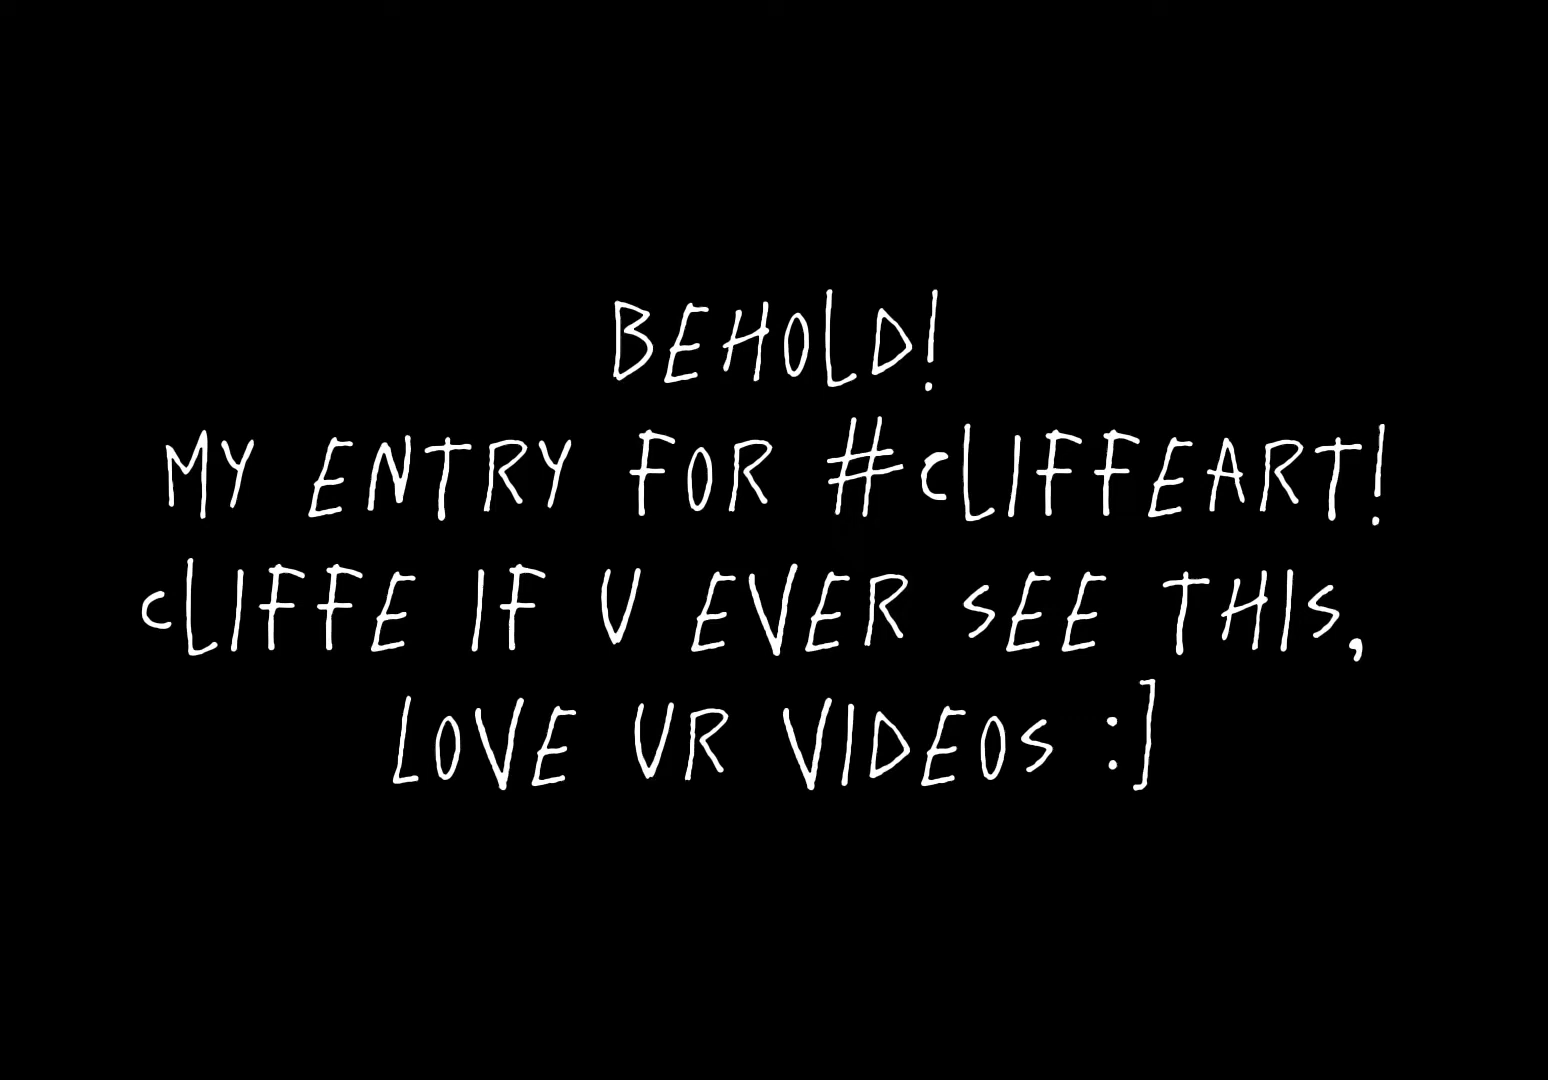 BEHOLD!
MY ENTRY FOR #CLIFFEART!
CLIFFE IF U EVER SEE THIS,
LOVE UR VIDEOS :]